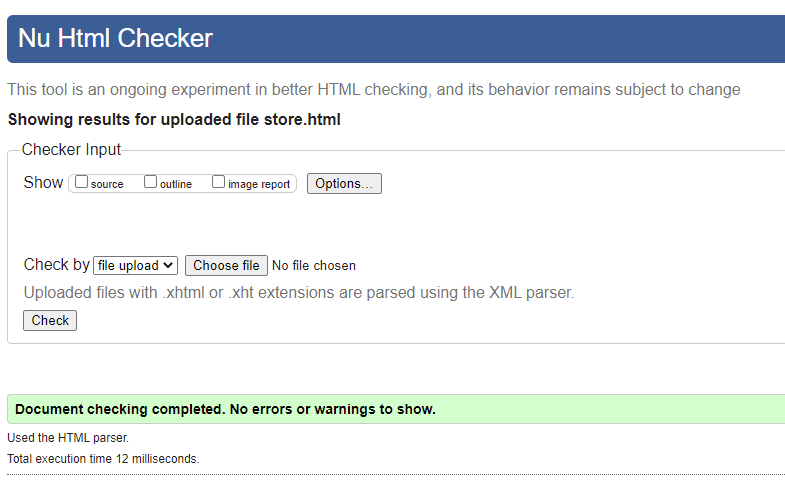 Nu Html Checker
This tool is an ongoing experiment in better HTML checking, and its behavior remains subject to change
Showing results for uploaded file store.html
Checker Input
Show source outline image report Options...
Check by file upload Choose file No file chosen
Uploaded files with .xhtml or .xht extensions are parsed using the XML parser.
Check
Document checking completed. No errors or warnings to show.
Used the HTML parser.
Total execution time 12 milliseconds.